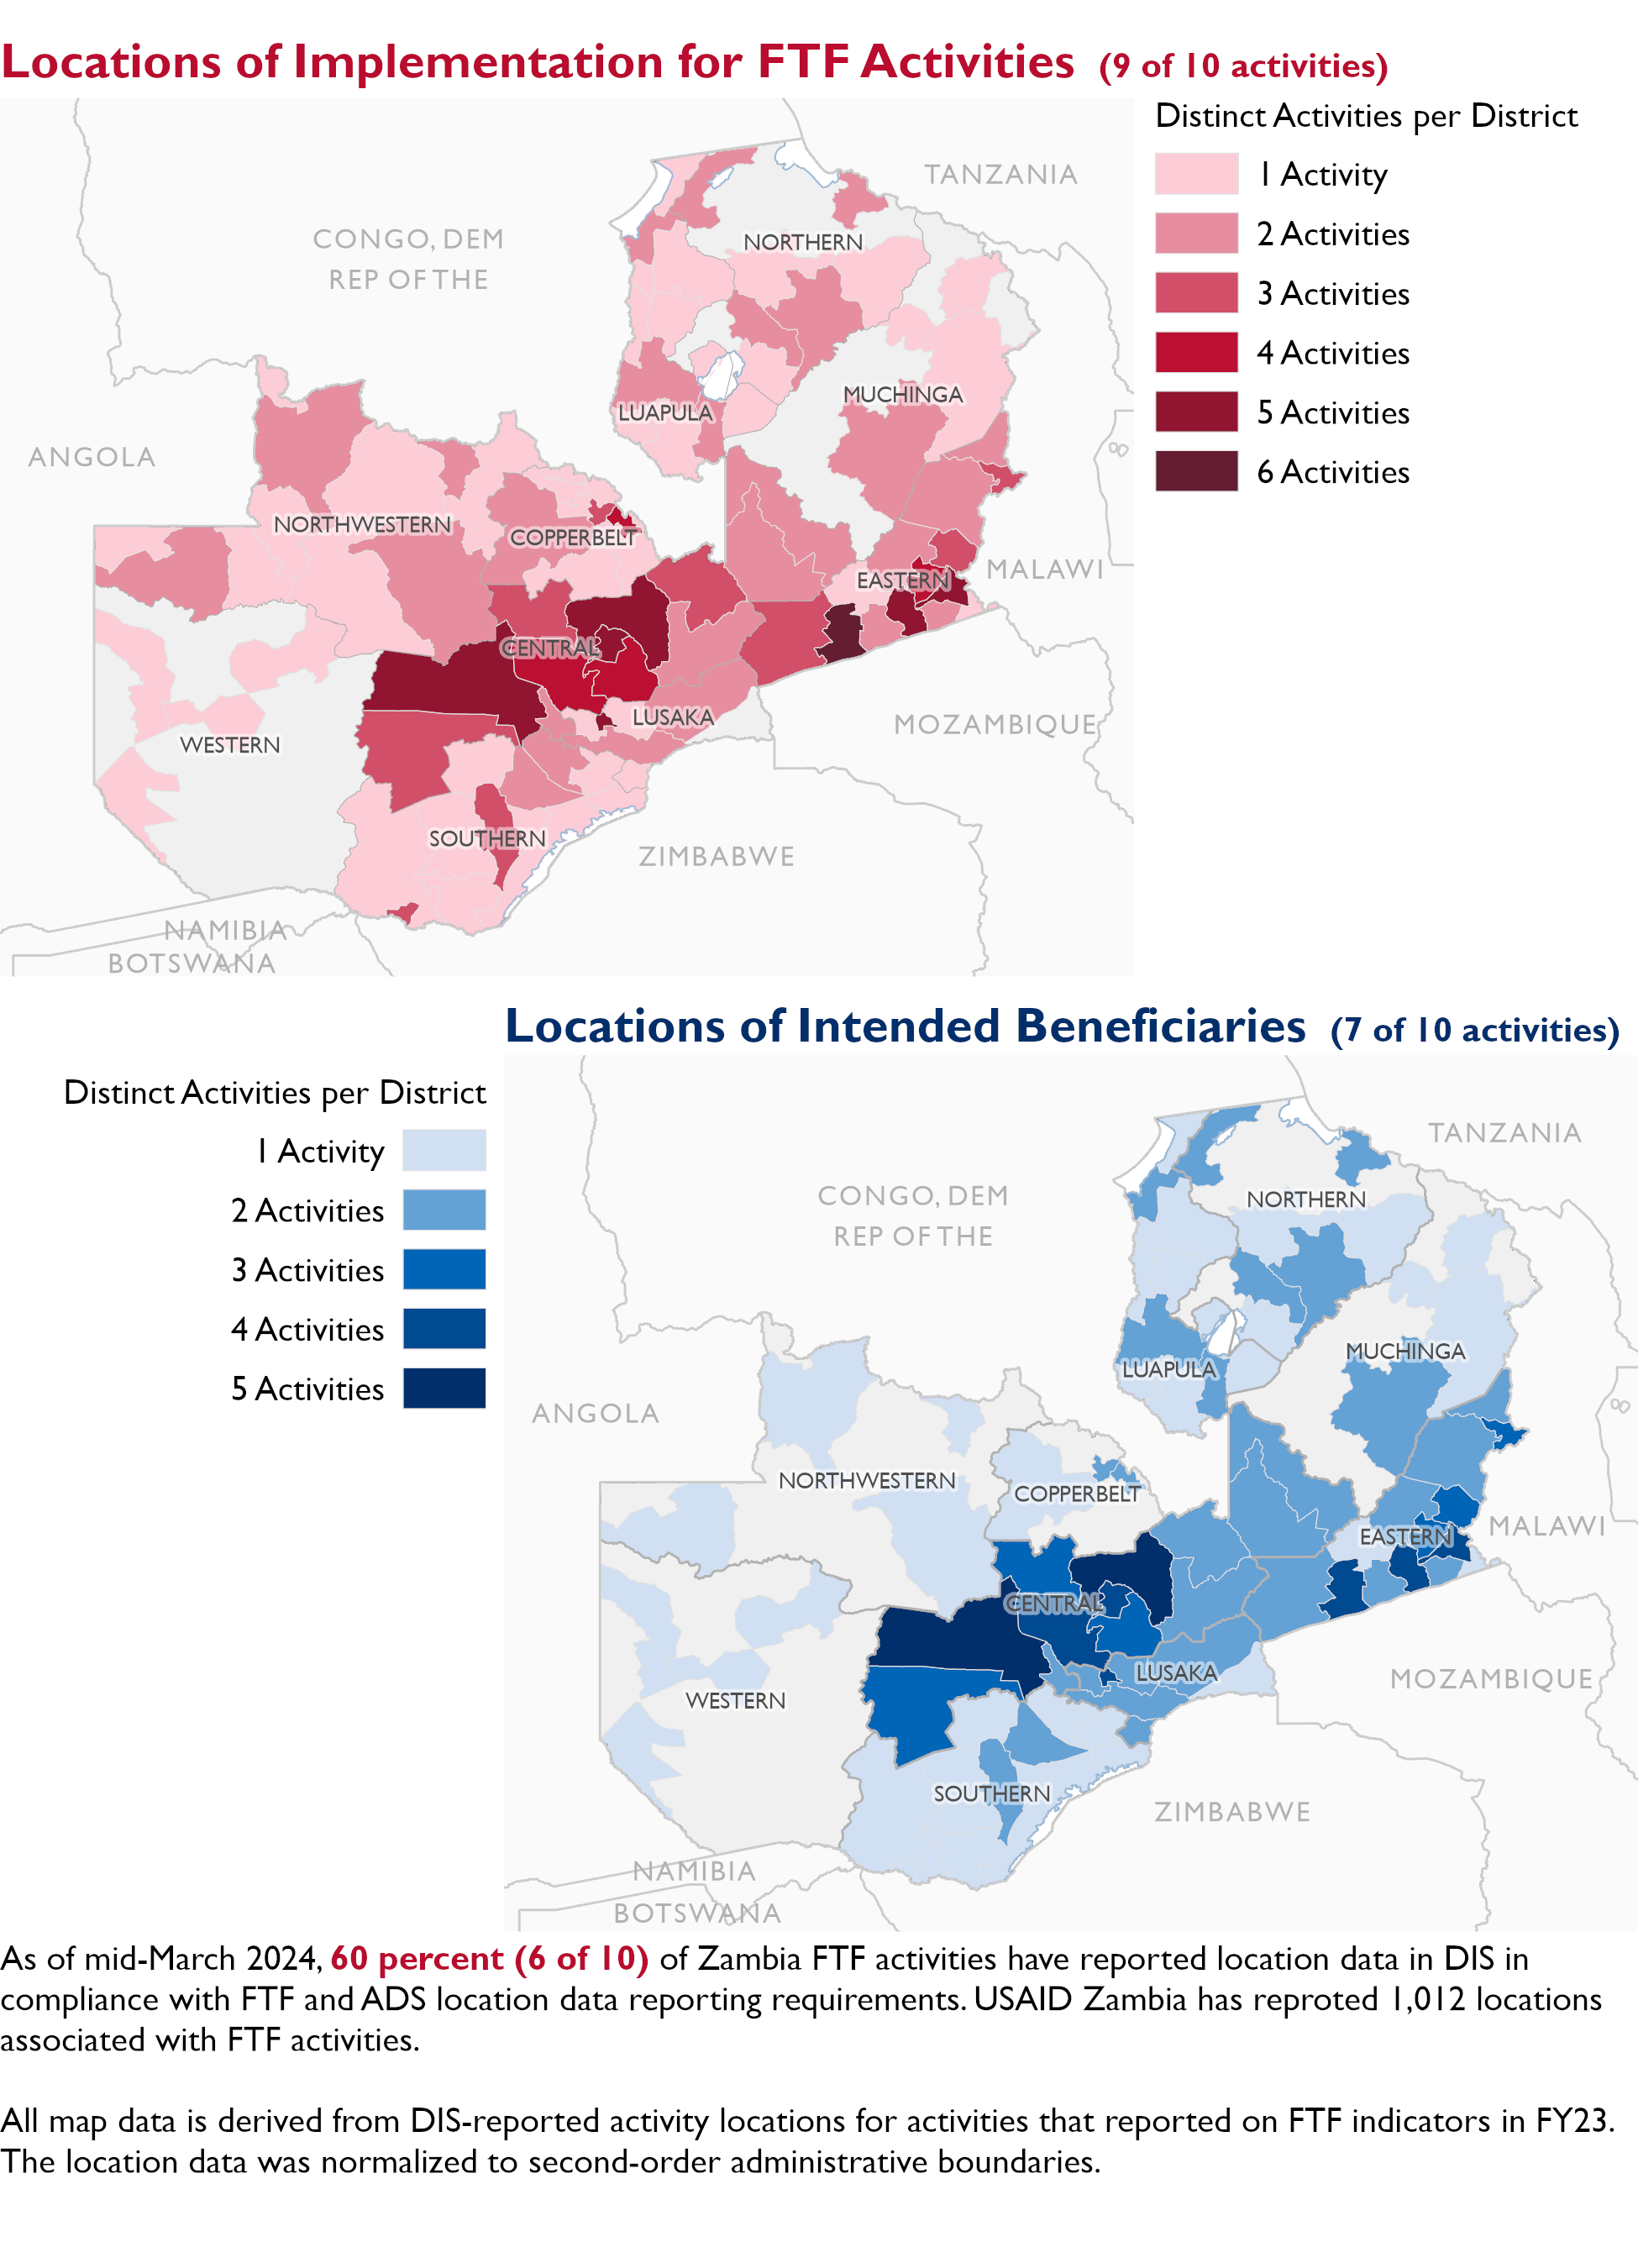 Locations of Implementation for FTF Activities (9 of 10 activities)
Distinct Activities per District
1 Activity
2 Activities
3 Activities
4 Activities
5 Activities
6 Activities
TANZANIA
CONGO, DEM
REP OF THE
NORTHERN
MUCHINGA
LUAPULA
ANGOLA
NORTHWESTERN
COPPERBELT
EASTERN
MALAWI
CENTRAL
LUSAKA
MOZAMBIQUE
WESTERN
SOUTHERN
ZIMBABWE
NAMIBIA
BOTSWANA
Locations of Intended Beneficiaries (7 of 10 activities)
Distinct Activities per District
1 Activity
2 Activities
3 Activities
4 Activities
5 Activities
TANZANIA
CONGO, DEM
REP OF THE
NORTHERN
MUCHINGA
LUAPULA
ANGOLA
NORTHWESTERN
COPPERBELT
EASTERN
MALAWI
CENTRAL
LUSAKA
MOZAMBIQUE
WESTERN
SOUTHERN
ZIMBABWE
NAMIBIA
BOTSWANA
As of mid-March 2024, 60 percent (6 of 10) of Zambia FTF activities have reported location data in DIS in
compliance with FTF and ADS location data reporting requirements. USAID Zambia has reproted 1,012 locations
associated with FTF activities.
All map data is derived from DIS-reported activity locations for activities that reported on FTF indicators in FY23.
The location data was normalized to second-order administrative boundaries.